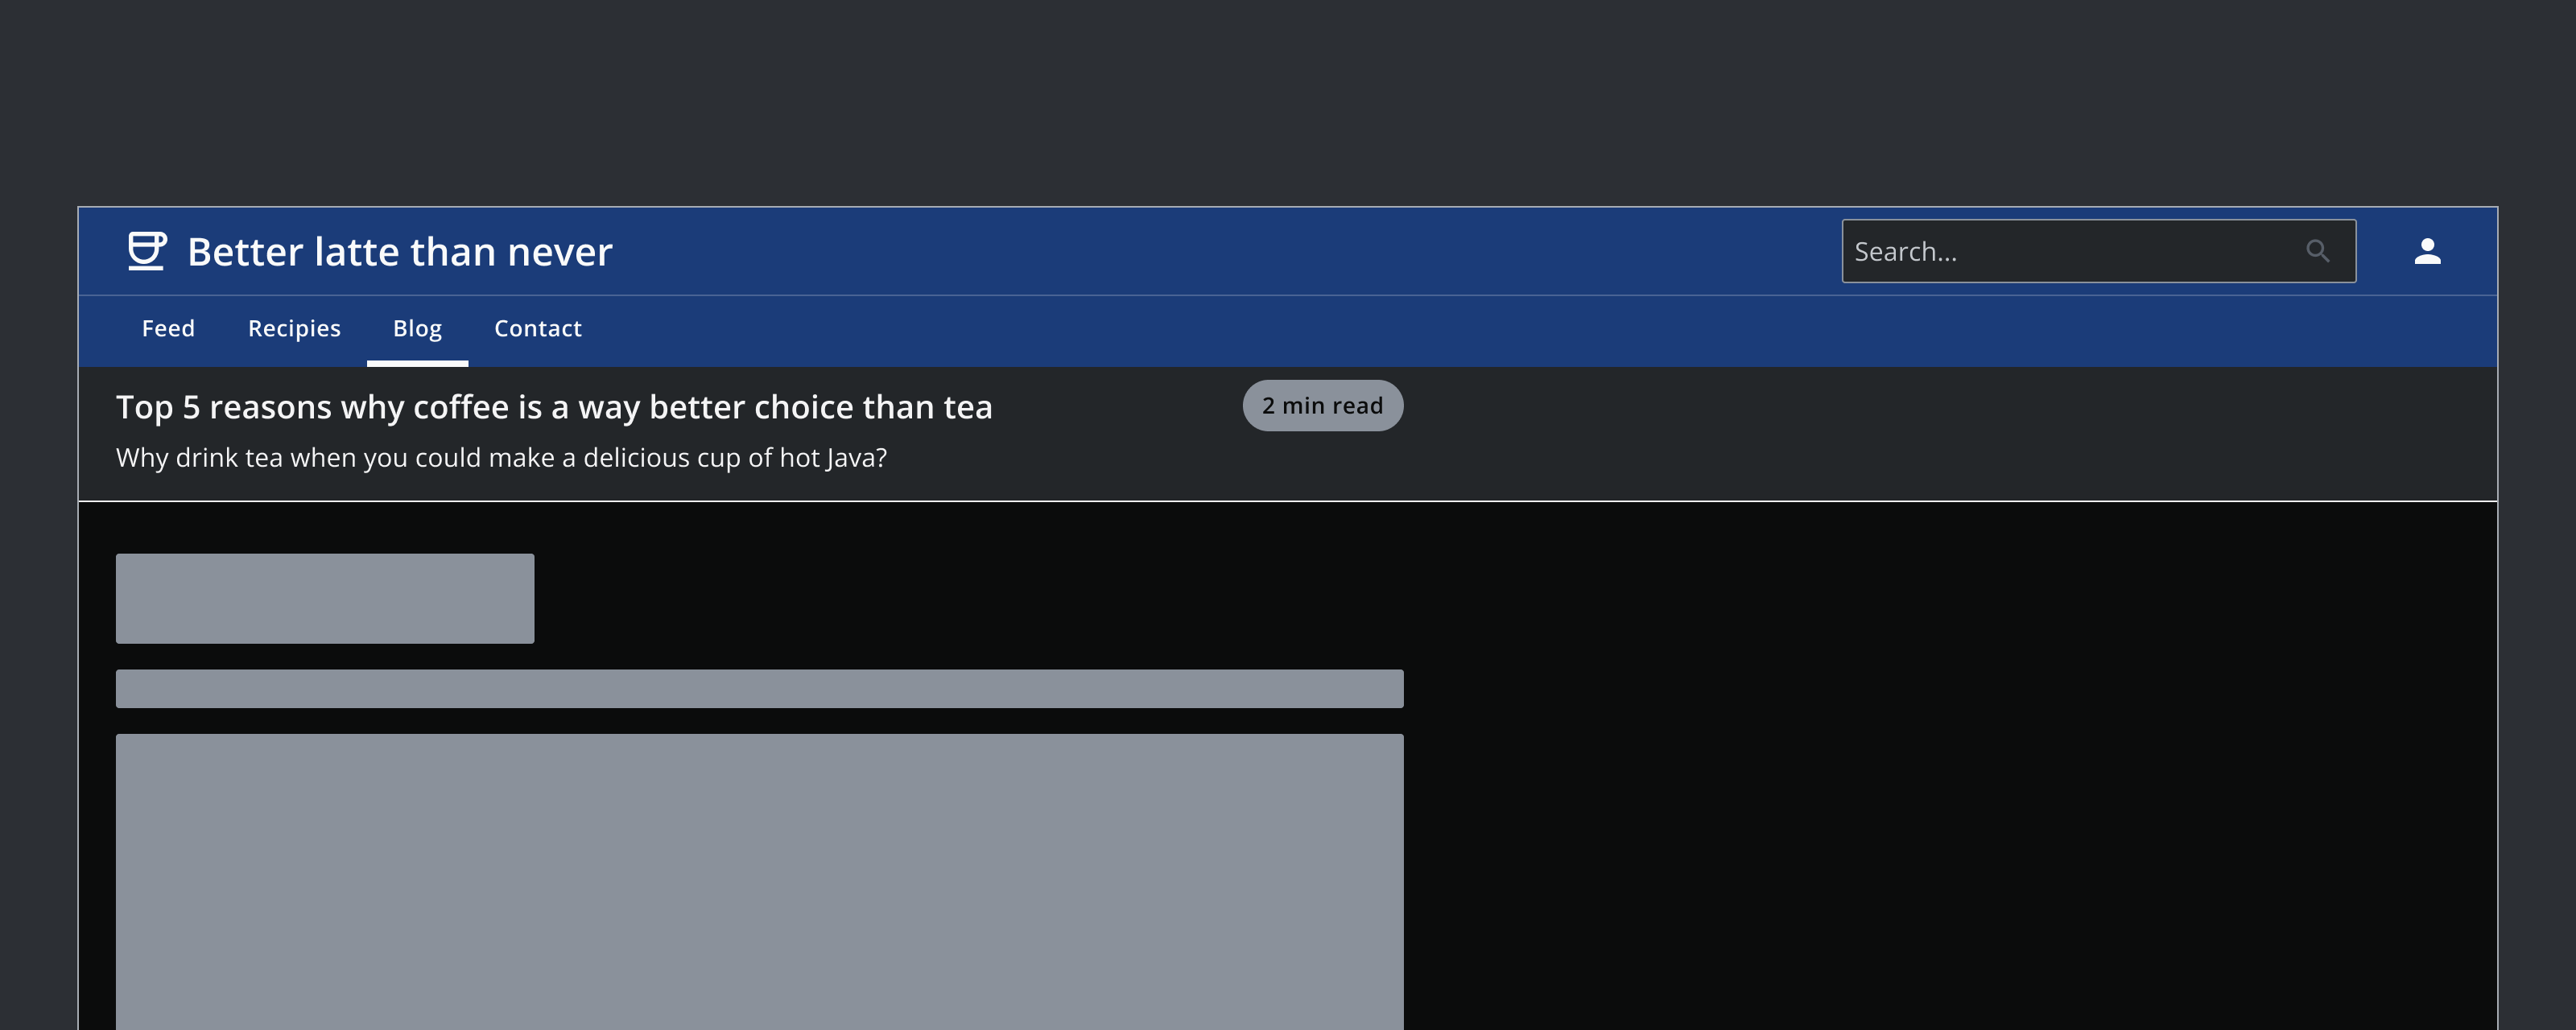 Better latte than never
Search...
Feed Recipies Blog Contact
Top 5 reasons why coffee is a way better choice than tea
2 min read
Why drink tea when you could make a delicious cup of hot Java?